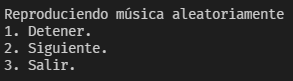 Reproduciendo música aleatoriamente
1. Detener.
2. Siguiente.
3. Salir.